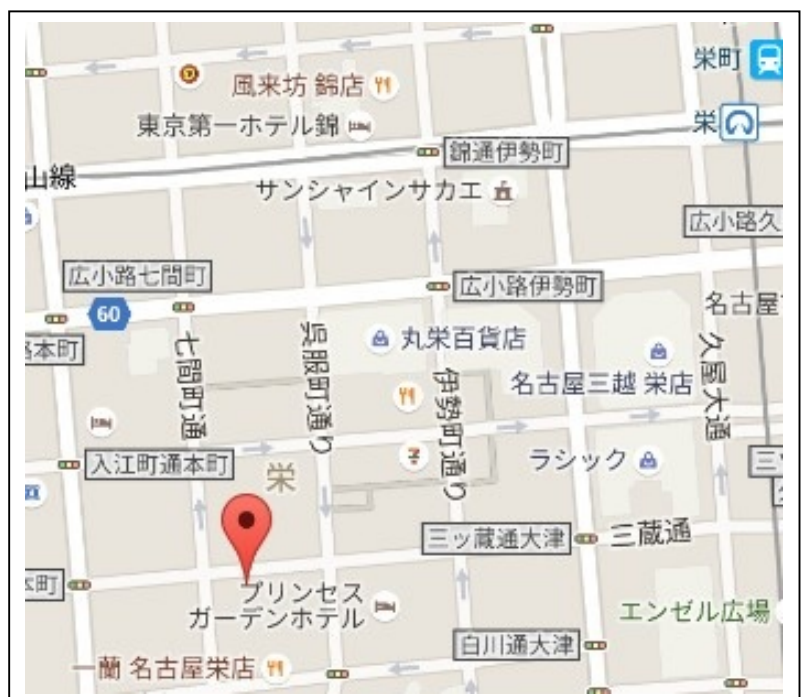 栄町
風来坊 錦店
東京第一ホテル錦
栄
錦通伊勢町
山線
サンシャインサカエ
広小路久
広小路七間町
広小路伊勢町
60
名古屋
本町
七間町通
呉服町通り
丸栄百貨店
伊勢町通り
名古屋三越 栄店
久屋大通
入江町通本町
栄
ラシック
三ッ蔵通大津
三蔵通
本町
プリンセス
ガーデンホテル
エンゼル広場
白川通大津
一蘭 名古屋栄店